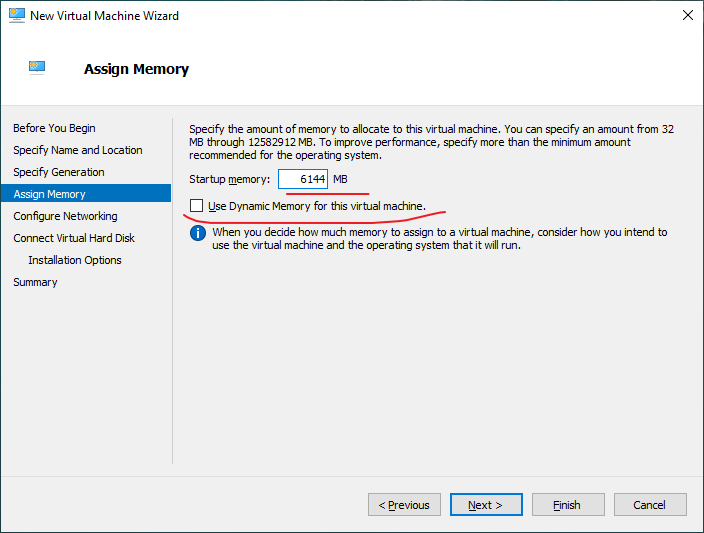 New Virtual Machine Wizard
Assign Memory
Before You Begin
Specify Name and Location
Specify Generation
Assign Memory
Configure Networking
Connect Virtual Hard Disk
Installation Options
Summary
Specify the amount of memory to allocate to this virtual machine. You can specify an amount from 32
MB through 12582912 MB. To improve performance, specify more than the minimum amount
recommended for the operating system.
Startup memory: 6144 MB
Use Dynamic Memory for this virtual machine.
When you decide how much memory to assign to a virtual machine, consider how you intend to
use the virtual machine and the operating system that it will run.
< Previous Next > Finish Cancel